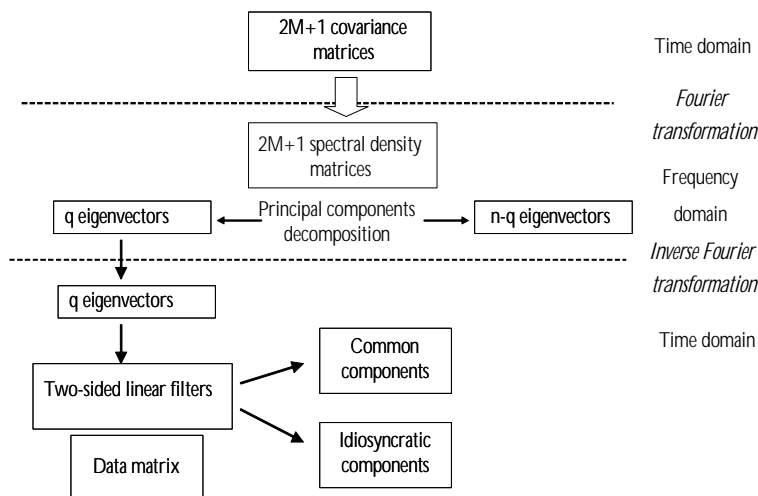 2M+1 covariance
matrices
Time domain
Fourier
transformation
2M+1 spectral density
matrices
Frequency
domain
q eigenvectors
Principal components
decomposition
n-q eigenvectors
Inverse Fourier
transformation
q eigenvectors
Time domain
Common
components
Two-sided linear filters
Idiosyncratic
components
Data matrix